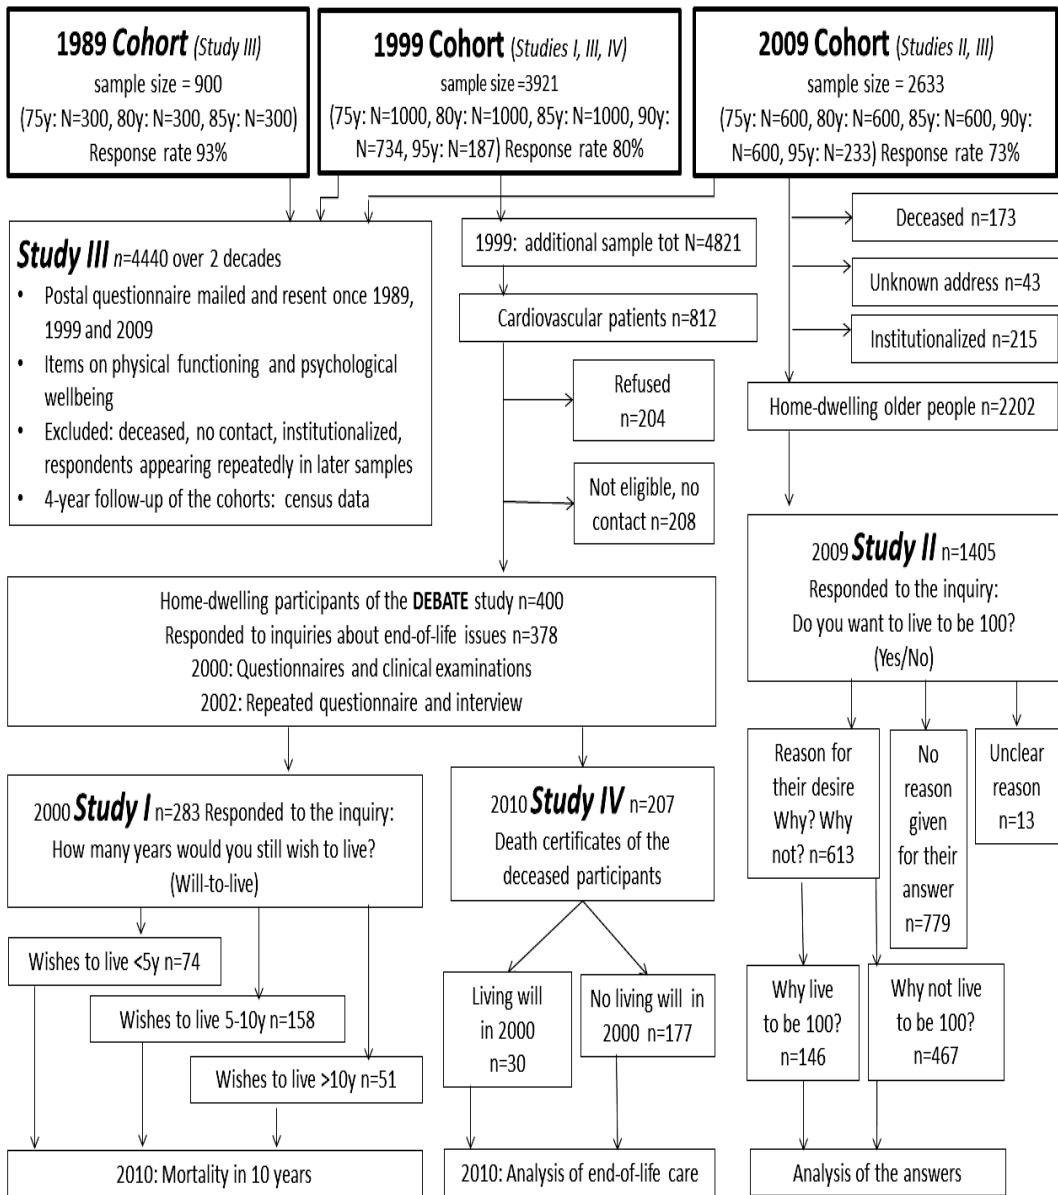 1989 Cohort (Study III)
sample size = 900
(75y: N=300, 80y: N=300, 85y: N=300)
Response rate 93%
1999 Cohort (Studies I, III, IV)
sample size =3921
(75y: N=1000, 80y: N=1000, 85y: N=1000, 90y:
N=734, 95y: N=187) Response rate 80%
2009 Cohort (Studies II, III)
sample size = 2633
(75y: N=600, 80y: N=600, 85y: N=600, 90y:
N=600, 95y: N=233) Response rate 73%
Study III n=4440 over 2 decades
• Postal questionnaire mailed and resent once 1989,
1999 and 2009
• Items on physical functioning and psychological
wellbeing
• Excluded: deceased, no contact, institutionalized,
respondents appearing repeatedly in later samples
• 4-year follow-up of the cohorts: census data
1999: additional sample tot N=4821
Cardiovascular patients n=812
Refused
n=204
Not eligible, no
contact n=208
Deceased n=173
Unknown address n=43
Institutionalized n=215
Home-dwelling older people n=2202
Home-dwelling participants of the DEBATE study n=400
Responded to inquiries about end-of-life issues n=378
2000: Questionnaires and clinical examinations
2002: Repeated questionnaire and interview
2009 Study II n=1405
Responded to the inquiry:
Do you want to live to be 100?
(Yes/No)
Reason for
their desire
Why? Why
not? n=613
No
reason
given
for their
answer
n=779
Unclear
reason
n=13
2000 Study I n=283 Responded to the inquiry:
How many years would you still wish to live?
(Will-to-live)
2010 Study IV n=207
Death certificates of the
deceased participants
Wishes to live <5y n=74
Wishes to live 5-10y n=158
Wishes to live >10y n=51
Living will
in 2000
n=30
No living will in
2000 n=177
Why live
to be 100?
n=146
Why not live
to be 100?
n=467
2010: Mortality in 10 years
2010: Analysis of end-of-life care
Analysis of the answers